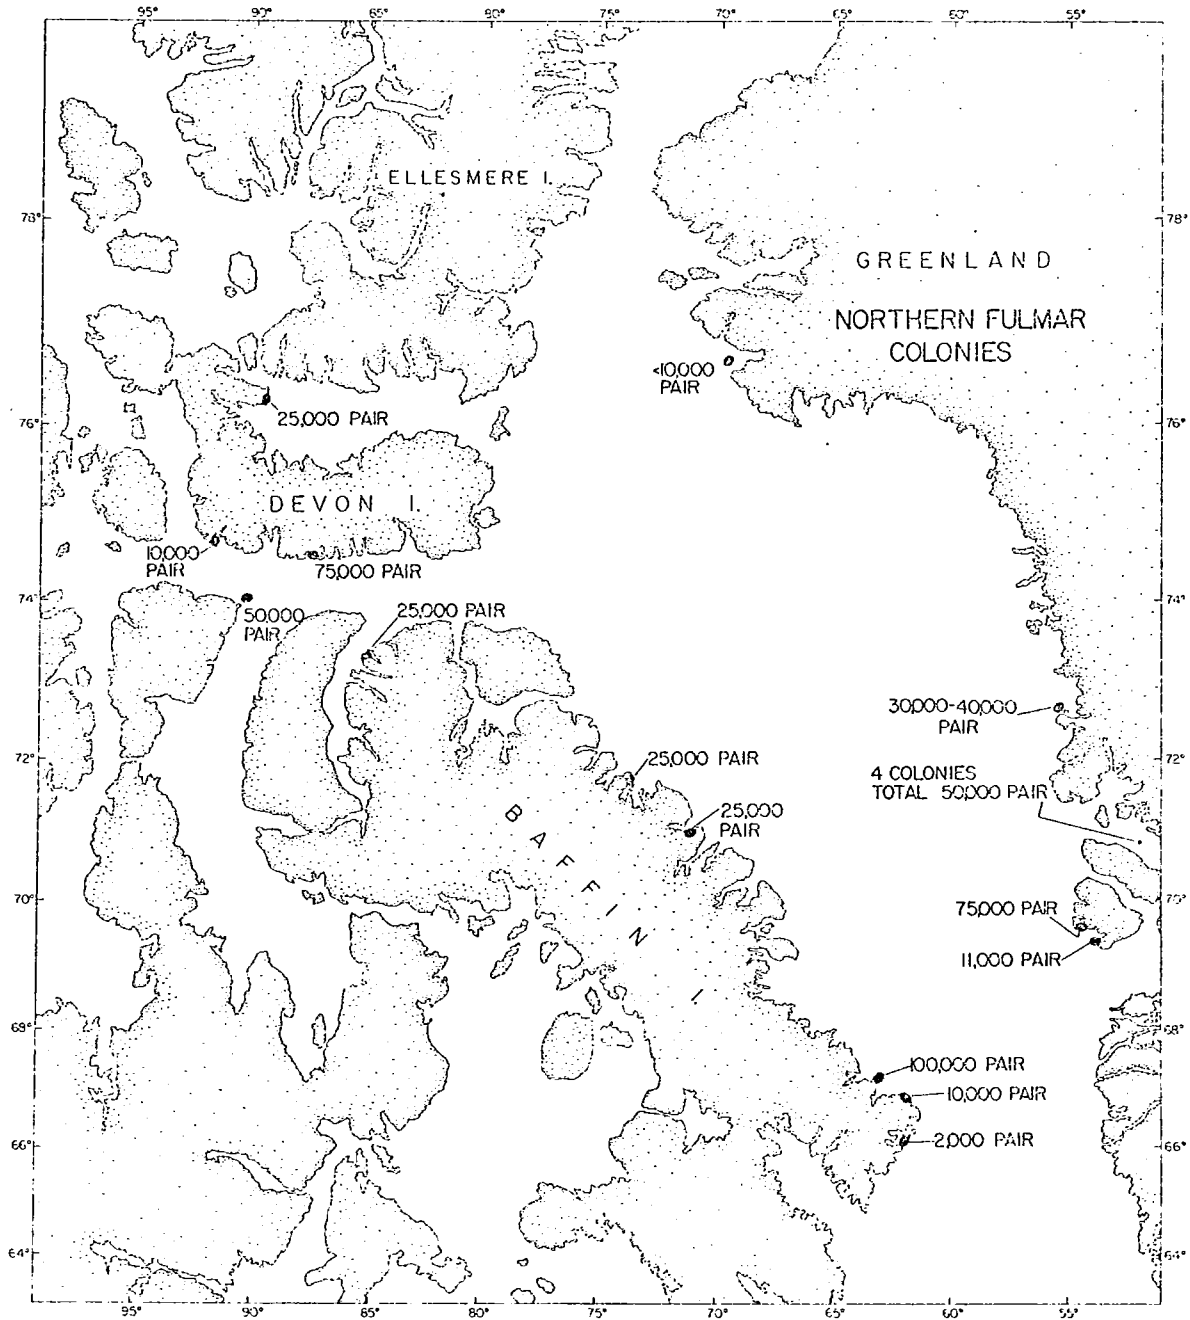 95° 90° 85° 80° 75° 70° 65° 60° 55°
ELLESMERE I.
78° 78°
GREENLAND
NORTHERN FULMAR
COLONIES
<10,000
PAIR
25,000 PAIR
76° 76°
DEVON I.
10,000
PAIR
75,000 PAIR
74° 74°
50,000
PAIR
25,000 PAIR
30,000-40,000
PAIR
72° 72°
25,000 PAIR
4 COLONIES
TOTAL 50,000 PAIR
25,000
PAIR
BAFFIN I.
70° 70°
75,000 PAIR
11,000 PAIR
68° 68°
100,000 PAIR
10,000 PAIR
2,000 PAIR
66° 66°
64° 64°
95° 90° 85° 80° 75° 70° 65° 60° 55°